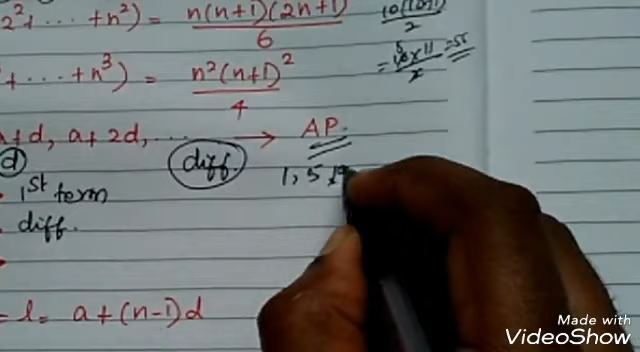 2² + ... + n²) = n(n+1)(2n+1)/6
10(10+1)/2
= 10 5 × 11/2 = 55
+ ... + n³) = n²(n+1)²/4
a+d, a+2d, ... → AP.
d diff. 1, 5,
1st term
diff.
= l = a+(n-1)d
Made with
VideoShow